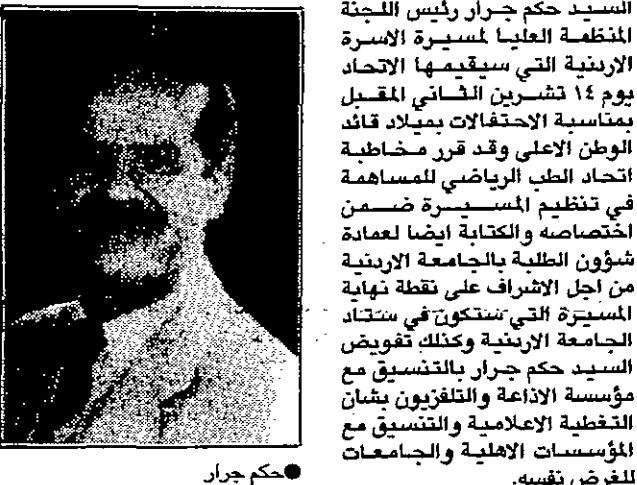 السيد حكم جرار رئيس اللجنة
المنظمة العليا لمسيرة الاسرة
الاردنية التي سيقيمها الاتحاد
يوم ١٤ تشرين الثاني المقبل
بمناسبة الاحتفالات بميلاد قائد
الوطن الاعلى وقد قرر مخاطبة
اتحاد الطب الرياضي للمساهمة
في تنظيم المسيرة ضمن
اختصاصه والكتابة ايضا لعمادة
شؤون الطلبة بالجامعة الاردنية
من اجل الاشراف على نقطة نهاية
المسيرة التي ستكون في ستاد
الجامعة الاردنية وكذلك تفويض
السيد حكم جرار بالتنسيق مع
مؤسسة الاذاعة والتلفزيون بشان
التغطية الاعلامية والتنسيق مع
المؤسسات الاهلية والجامعات
للغرض نفسه.
●حكم جرار